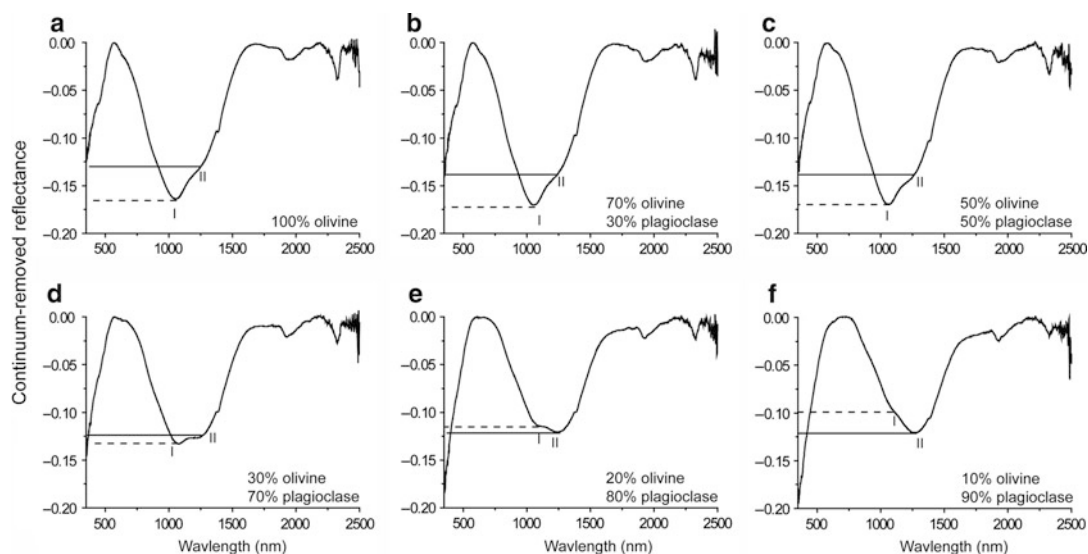 a
0.00
−0.05
−0.10
−0.15
−0.20
500 1000 1500 2000 2500
I
II
100% olivine
b
0.00
−0.05
−0.10
−0.15
−0.20
500 1000 1500 2000 2500
I
II
70% olivine
30% plagioclase
c
0.00
−0.05
−0.10
−0.15
−0.20
500 1000 1500 2000 2500
I
II
50% olivine
50% plagioclase
Continuum-removed reflectance
d
0.00
−0.05
−0.10
−0.15
−0.20
500 1000 1500 2000 2500
I
II
30% olivine
70% plagioclase
Wavlength (nm)
e
0.00
−0.05
−0.10
−0.15
−0.20
500 1000 1500 2000 2500
I
II
20% olivine
80% plagioclase
Wavlength (nm)
f
0.00
−0.05
−0.10
−0.15
−0.20
500 1000 1500 2000 2500
I
II
10% olivine
90% plagioclase
Wavlength (nm)